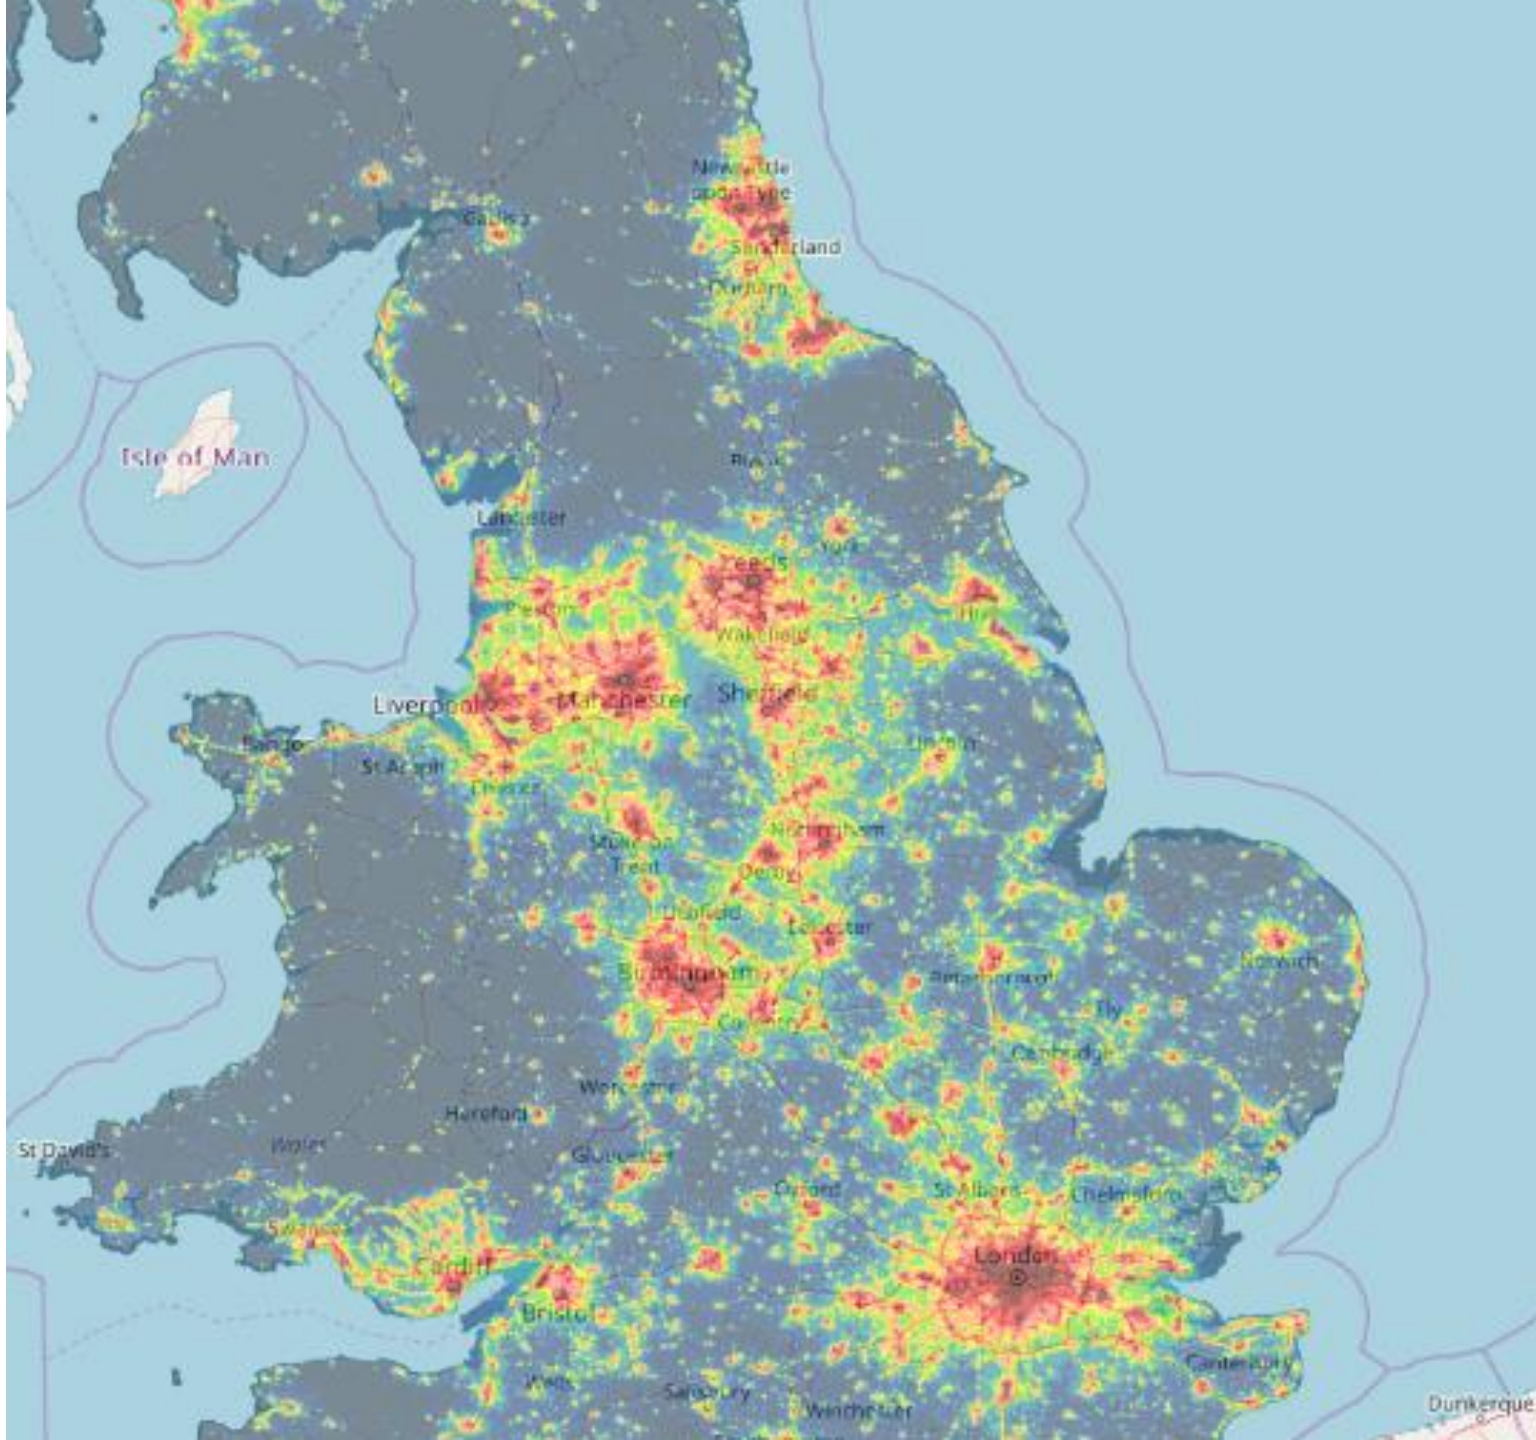 Newcastle
upon Tyne
Sunderland
Durham
Isle of Man
Lancaster
York
Leeds
Preston
Wakefield
Liverpool
Manchester
Sheffield
St Asaph
Lincoln
Chester
Nottingham
Stoke-on-
Trent
Derby
Lichfield
Leicester
Birmingham
Norwich
Peterborough
Ely
Coventry
Cambridge
Worcester
Hereford
St David's
Wales
Gloucester
Oxford
St Albans
Chelmsford
Swansea
London
Cardiff
Bristol
Canterbury
Wells
Salisbury
Winchester
Dunkerque